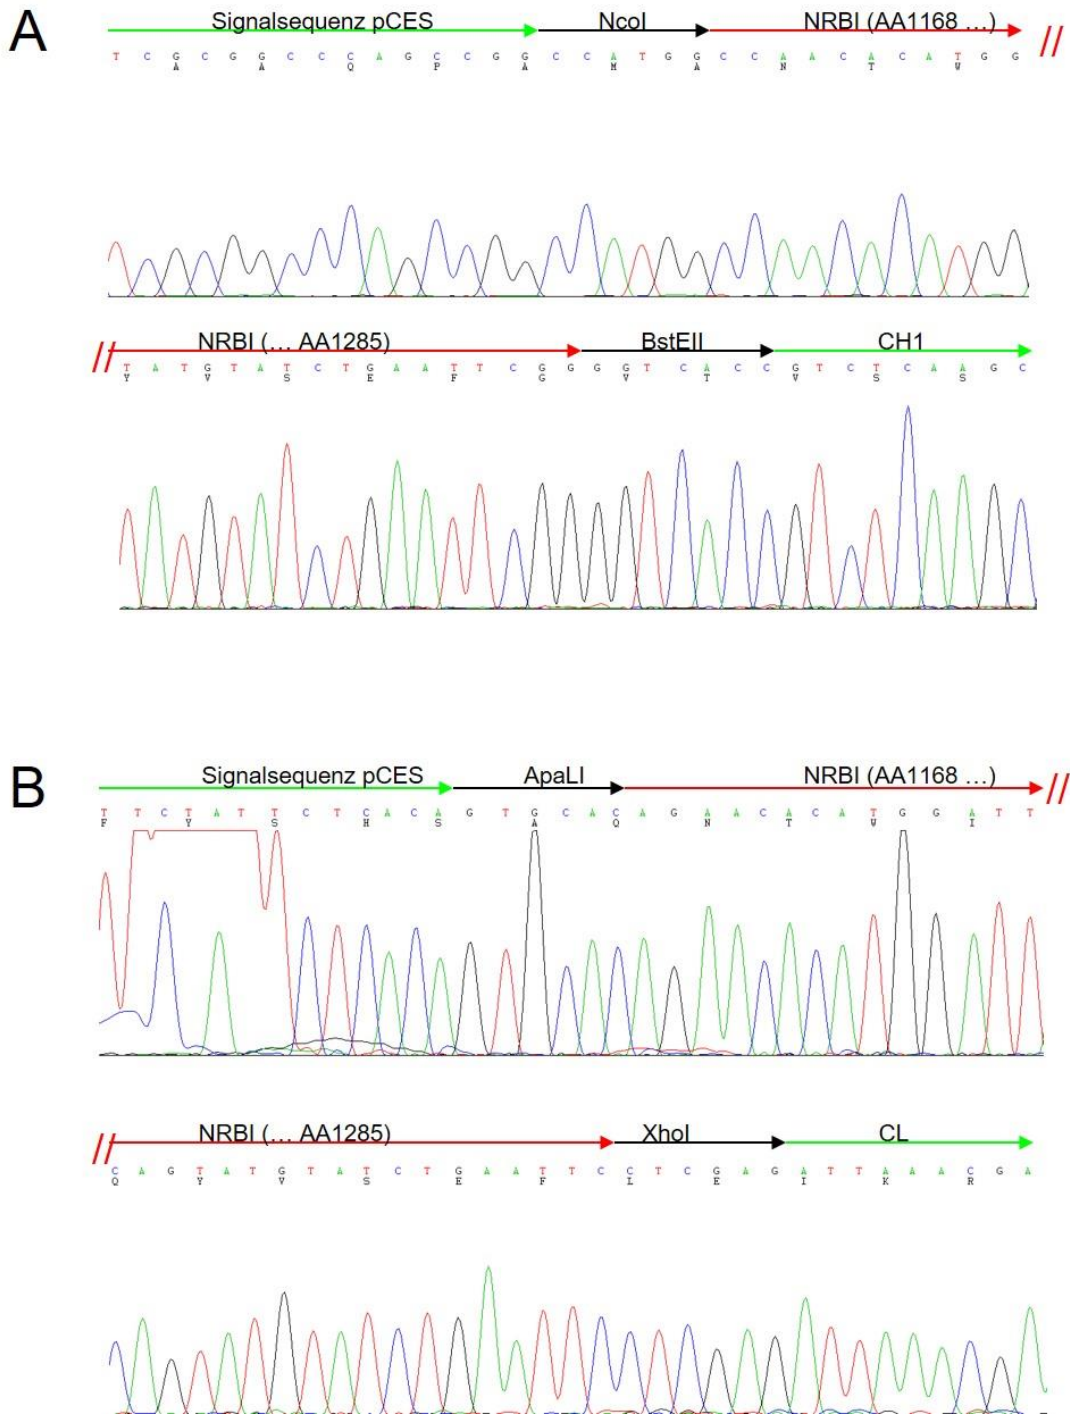 A
Signalsequenz pCES NcoI NRBI (AA1168 ...) //
T C G C G G C C C A G C C G G C C A T G G C C A A C A C A T G G
A A Q P A M A N T W
// NRBI (... AA1285) BstEII CH1
T A T G T A T C T G A A T T C G G G G T C A C C G T C T C A A G C
Y V S E F G V T V S S
B
Signalsequenz pCES ApaLI NRBI (AA1168 ...) //
T T C T A T T C T C A C A G T G C A C A G A A C A C A T G G A T T
F Y S H S A Q N T W I
// NRBI (... AA1285) XhoI CL
C A G T A T G T A T C T G A A T T C C T C G A G A T T A A A C G A
Q Y V S E F L E I K R